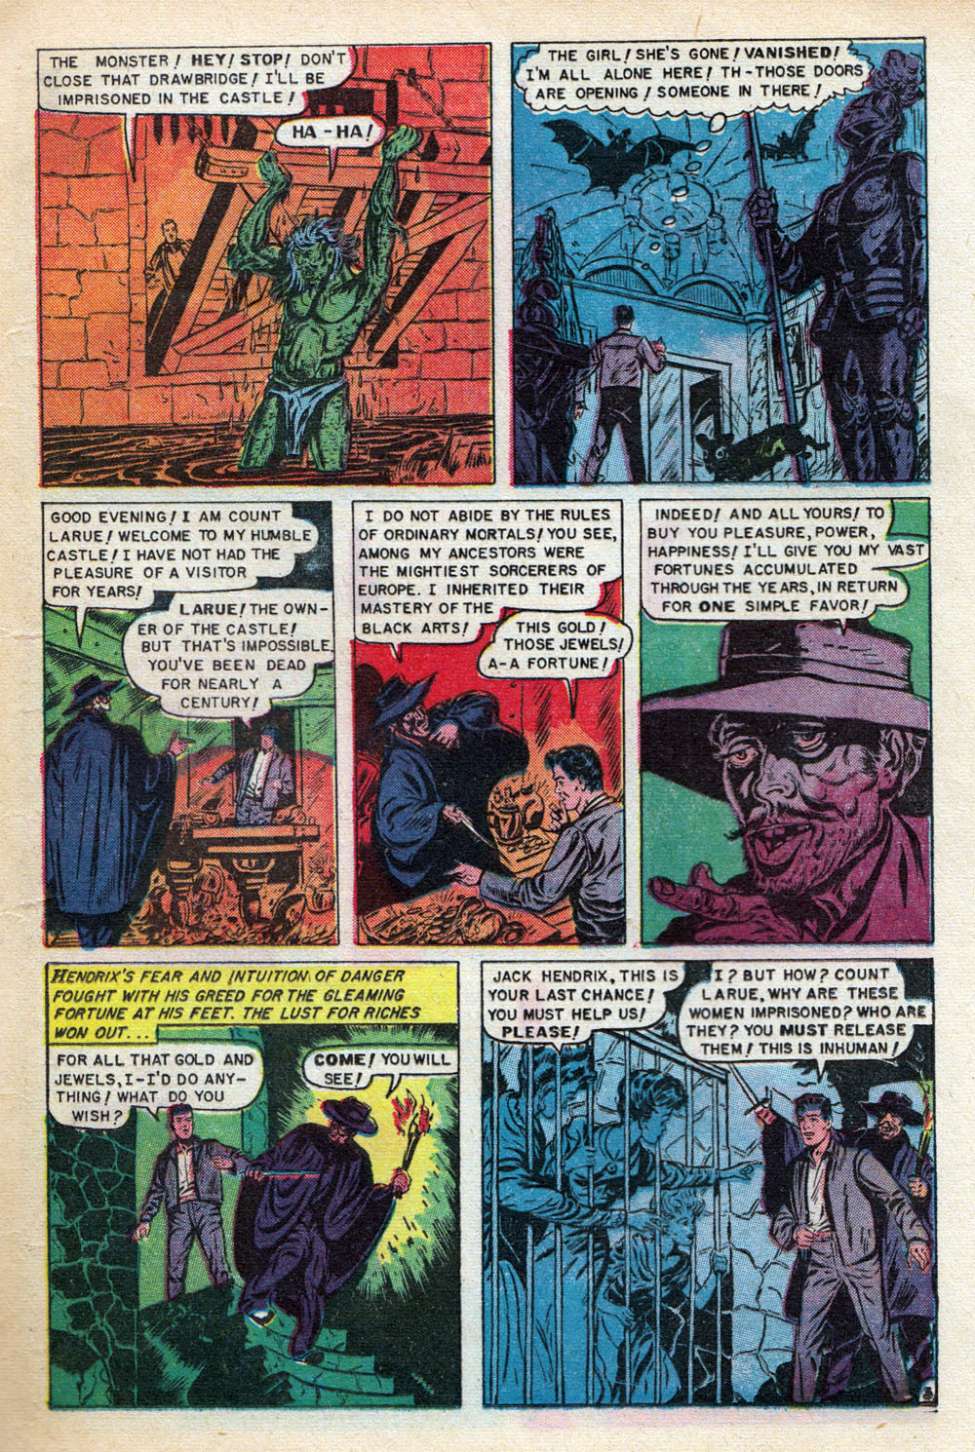 THE MONSTER! HEY! STOP! DON'T
CLOSE THAT DRAWBRIDGE! I'LL BE
IMPRISONED IN THE CASTLE!
HA-HA!
THE GIRL! SHE'S GONE! VANISHED!
I'M ALL ALONE HERE! TH-THOSE DOORS
ARE OPENING! SOMEONE IN THERE!
GOOD EVENING! I AM COUNT
LARUE! WELCOME TO MY HUMBLE
CASTLE! I HAVE NOT HAD THE
PLEASURE OF A VISITOR
FOR YEARS!
LARUE! THE OWN-
ER OF THE CASTLE!
BUT THAT'S IMPOSSIBLE,
YOU'VE BEEN DEAD
FOR NEARLY A
CENTURY!
I DO NOT ABIDE BY THE RULES
OF ORDINARY MORTALS! YOU SEE,
AMONG MY ANCESTORS WERE
THE MIGHTIEST SORCERERS OF
EUROPE. I INHERITED THEIR
MASTERY OF THE
BLACK ARTS!
THIS GOLD!
THOSE JEWELS!
A-A FORTUNE!
INDEED! AND ALL YOURS! TO
BUY YOU PLEASURE, POWER,
HAPPINESS! I'LL GIVE YOU MY VAST
FORTUNES ACCUMULATED
THROUGH THE YEARS, IN RETURN
FOR ONE SIMPLE FAVOR!
HENDRIX'S FEAR AND INTUITION OF DANGER
FOUGHT WITH HIS GREED FOR THE GLEAMING
FORTUNE AT HIS FEET. THE LUST FOR RICHES
WON OUT...
FOR ALL THAT GOLD AND
JEWELS, I-I'D DO ANY-
THING! WHAT DO YOU
WISH?
COME! YOU WILL
SEE!
JACK HENDRIX, THIS IS
YOUR LAST CHANCE!
YOU MUST HELP US!
PLEASE!
I? BUT HOW? COUNT
LARUE, WHY ARE THESE
WOMEN IMPRISONED? WHO ARE
THEY? YOU MUST RELEASE
THEM! THIS IS INHUMAN!